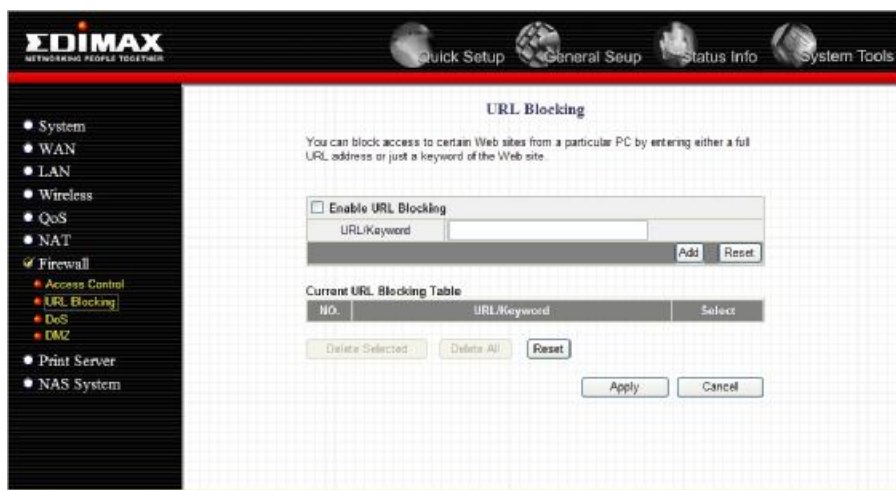 EDIMAX
NETWORKING PEOPLE TOGETHER
Quick Setup
General Seup
Status Info
System Tools
System
WAN
LAN
Wireless
QoS
NAT
Firewall
Access Control
URL Blocking
DoS
DMZ
Print Server
NAS System
URL Blocking
You can block access to certain Web sites from a particular PC by entering either a full
URL address or just a keyword of the Web site.
Enable URL Blocking
URL/Keyword
Add Reset
Current URL Blocking Table
NO. URL/Keyword Select
Delete Selected Delete All Reset
Apply Cancel